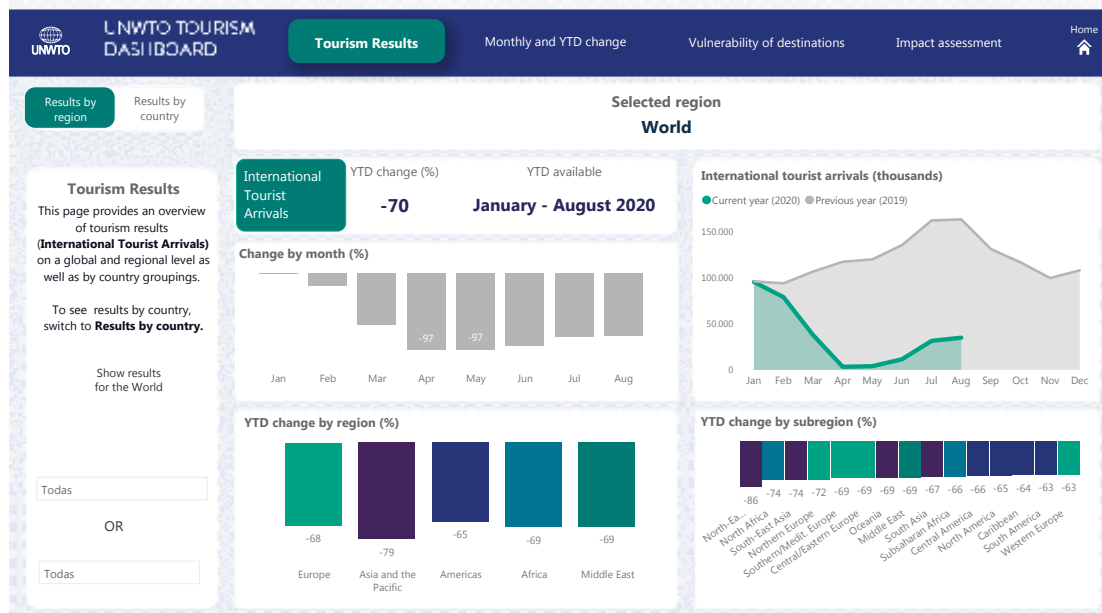 UNWTO
UNWTO TOURISM
DASHBOARD
Tourism Results
Monthly and YTD change
Vulnerability of destinations
Impact assessment
Home
Results by
region
Results by
country
Selected region
World
Tourism Results
This page provides an overview
of tourism results
(International Tourist Arrivals)
on a global and regional level as
well as by country groupings.
To see results by country,
switch to Results by country.
Show results
for the World
Todas
OR
Todas
International
Tourist
Arrivals
YTD change (%)
-70
YTD available
January - August 2020
Change by month (%)
-97
-97
Jan
Feb
Mar
Apr
May
Jun
Jul
Aug
International tourist arrivals (thousands)
Current year (2020)
Previous year (2019)
150.000
100.000
50.000
0
Jan
Feb
Mar
Apr
May
Jun
Jul
Aug
Sep
Oct
Nov
Dec
YTD change by region (%)
-68
-79
-65
-69
-69
Europe
Asia and the
Pacific
Americas
Africa
Middle East
YTD change by subregion (%)
-86
-74
-74
-72
-69
-69
-69
-69
-67
-66
-66
-65
-64
-63
-63
North-Ea...
North Africa
South-East Asia
Northern Europe
Southern/Medit. Europe
Central/Eastern Europe
Oceania
Middle East
South Asia
Subsaharan Africa
Central America
North America
Caribbean
South America
Western Europe